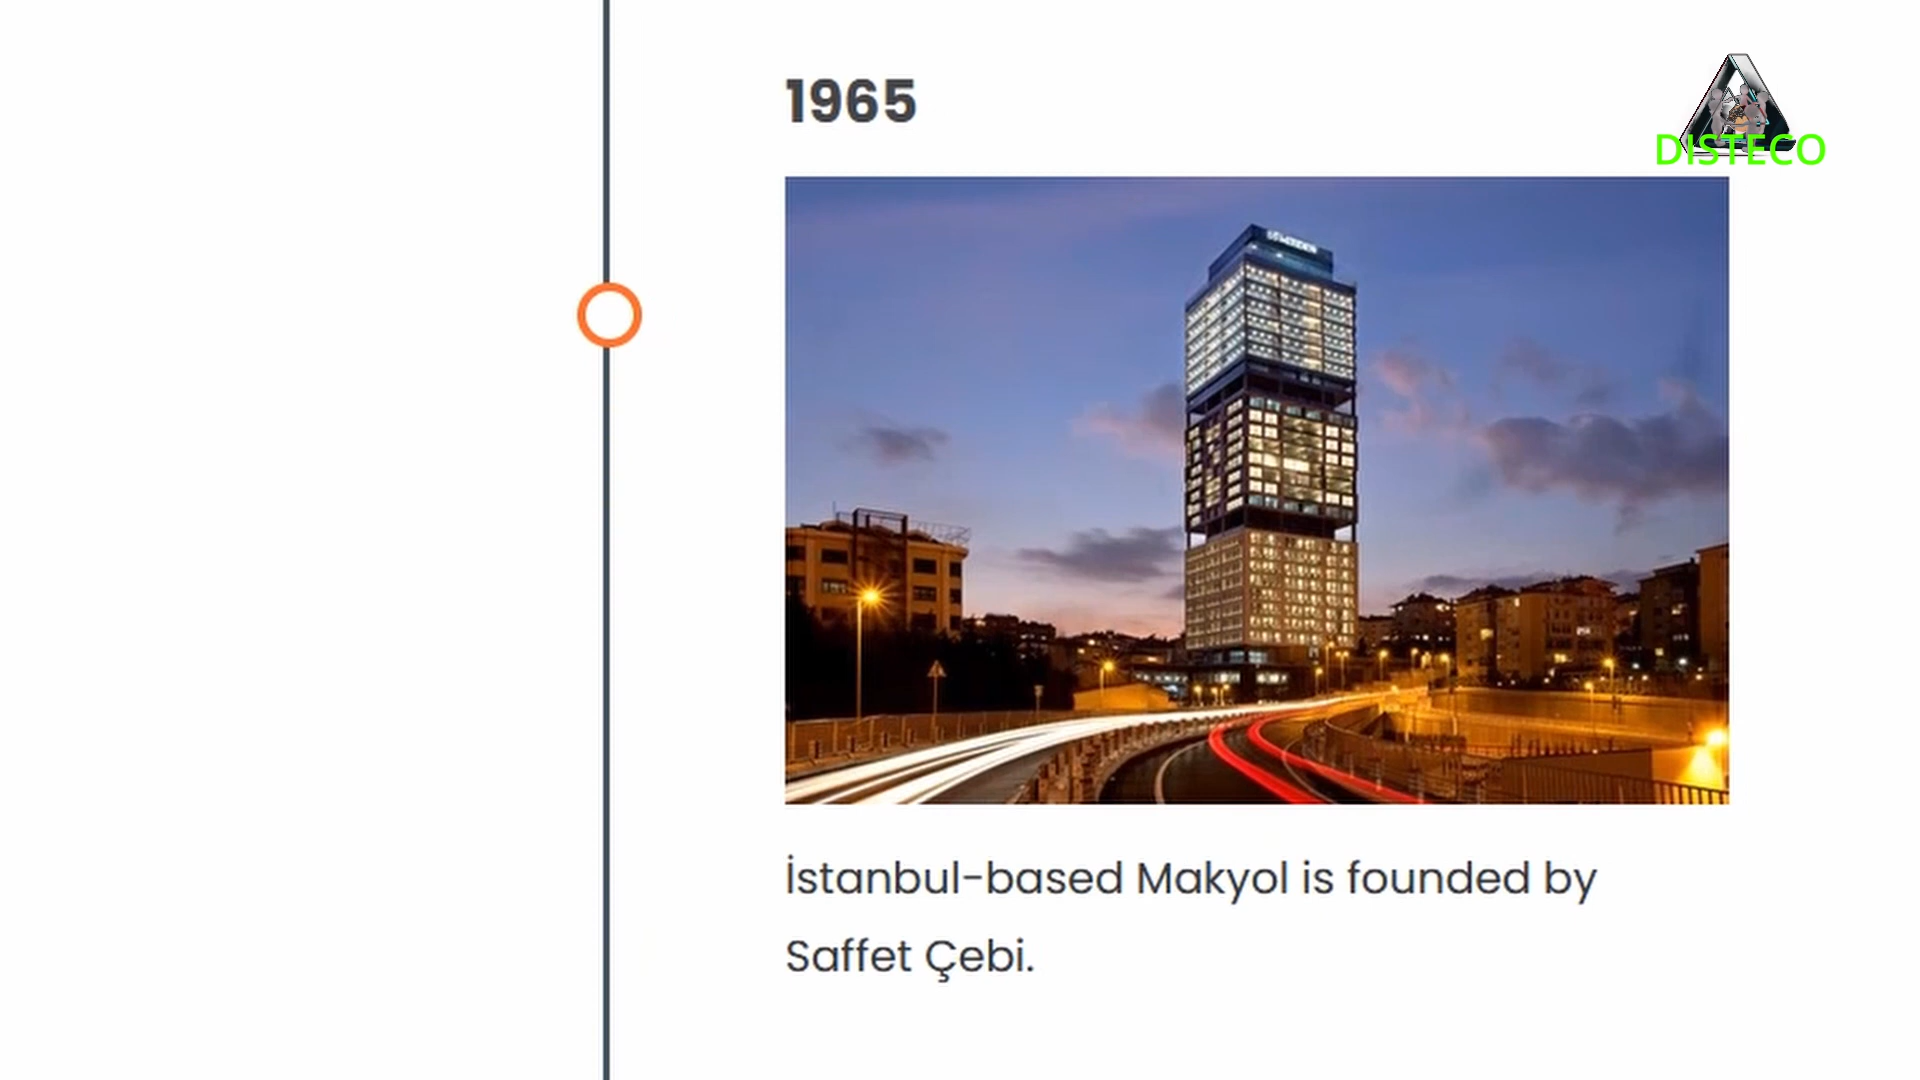 1965
DISTECO
İstanbul-based Makyol is founded by
Saffet Çebi.